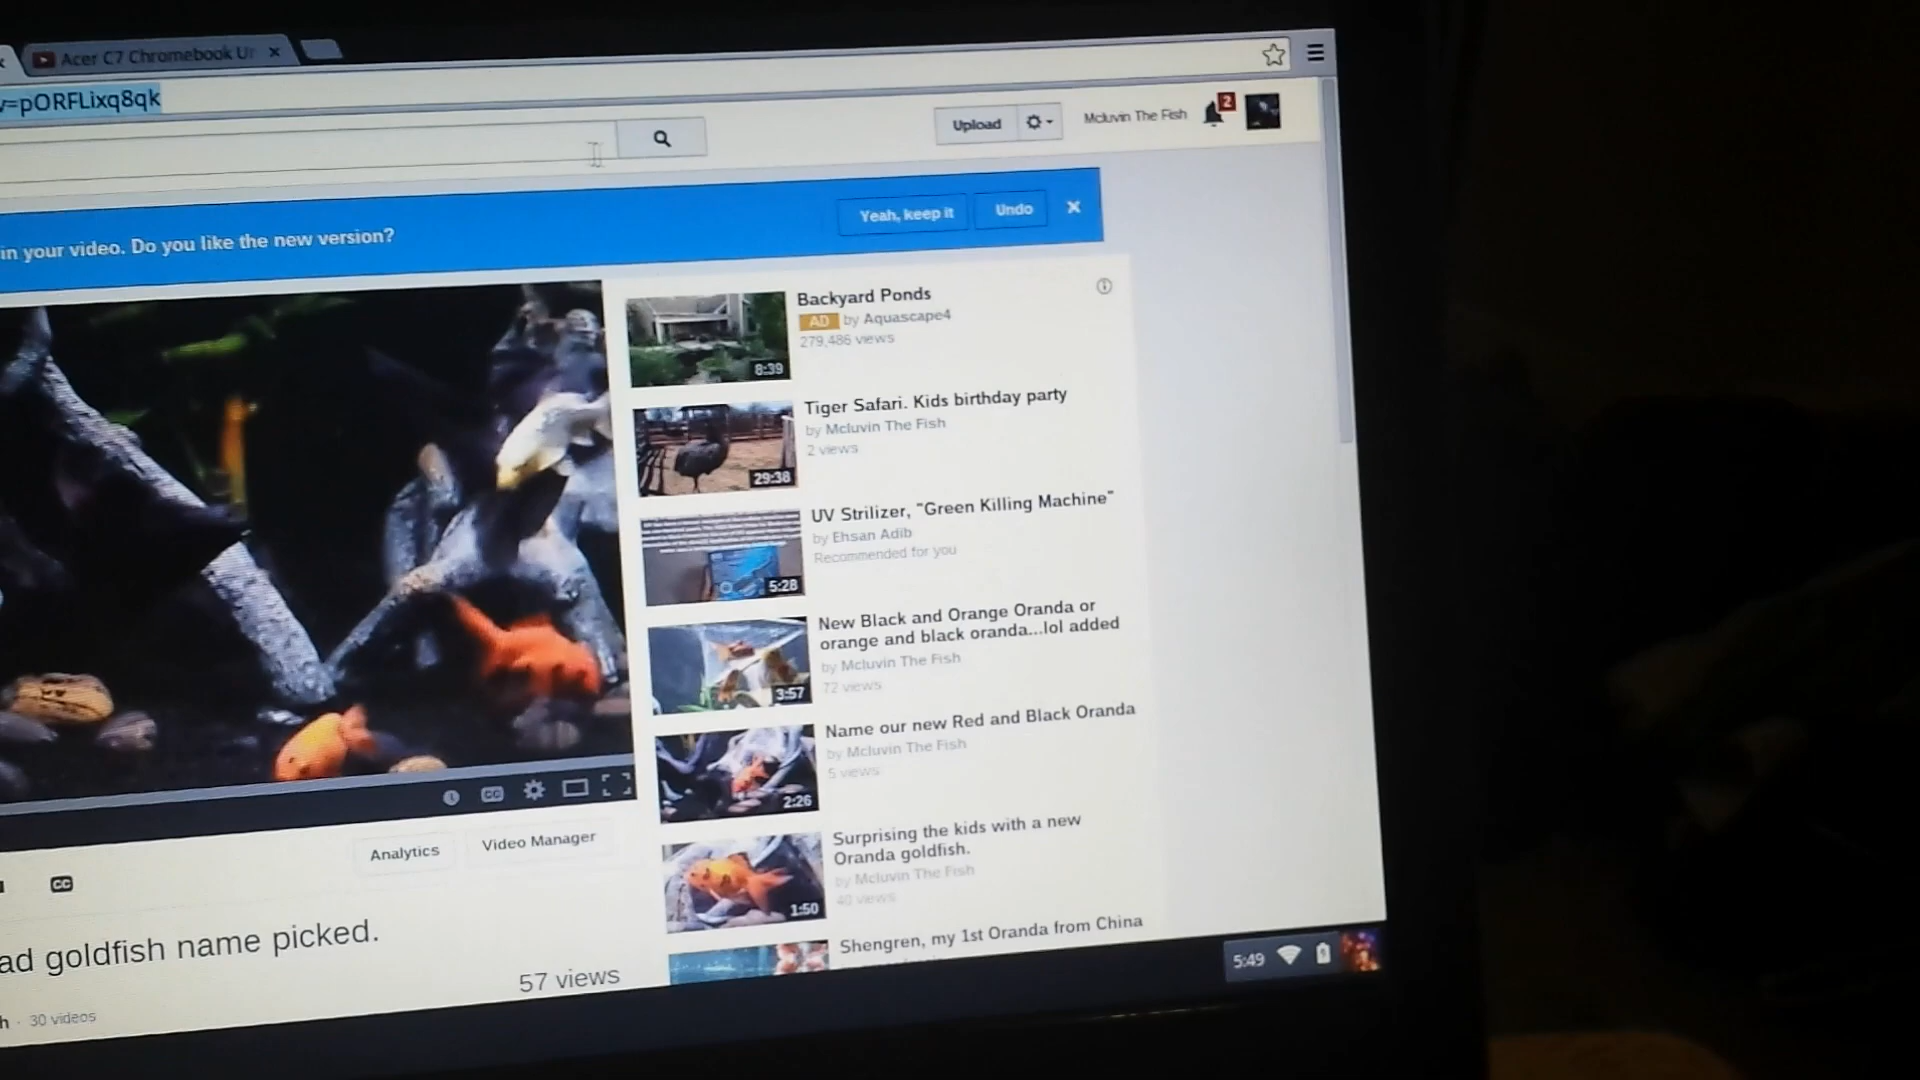 Acer C7 Chromebook Ur
v=pORFLixq8qk
Upload
Mcluvin The Fish
2
in your video. Do you like the new version?
Yeah, keep it
Undo
Backyard Ponds
AD by Aquascape4
279,486 views
8:39
Tiger Safari. Kids birthday party
by Mcluvin The Fish
2 views
29:38
UV Strilizer, "Green Killing Machine"
by Ehsan Adib
Recommended for you
5:28
New Black and Orange Oranda or
orange and black oranda...lol added
by Mcluvin The Fish
72 views
3:57
Name our new Red and Black Oranda
by Mcluvin The Fish
5 views
2:26
Surprising the kids with a new
Oranda goldfish.
by Mcluvin The Fish
40 views
1:50
Shengren, my 1st Oranda from China
CC
Analytics
Video Manager
CC
ad goldfish name picked.
57 views
h · 30 videos
5:49